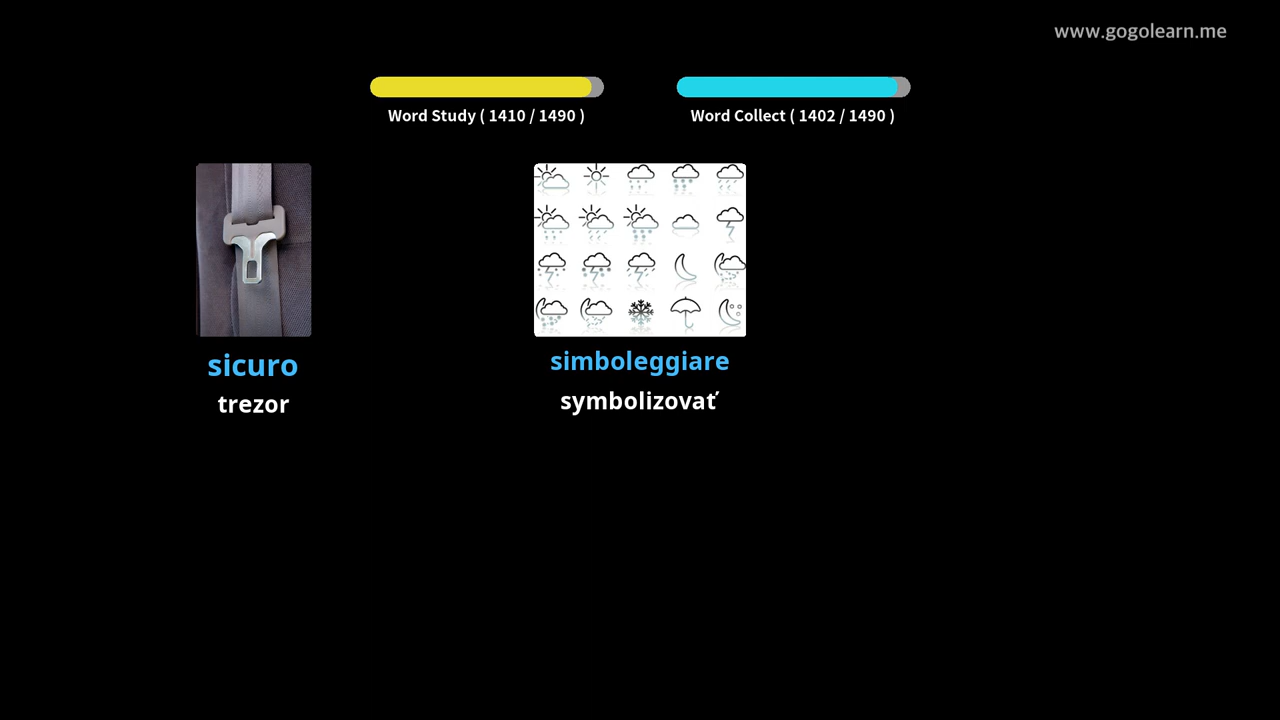 www.gogolearn.me
Word Study ( 1410 / 1490 )
Word Collect ( 1402 / 1490 )
sicuro
trezor
simboleggiare
symbolizovať